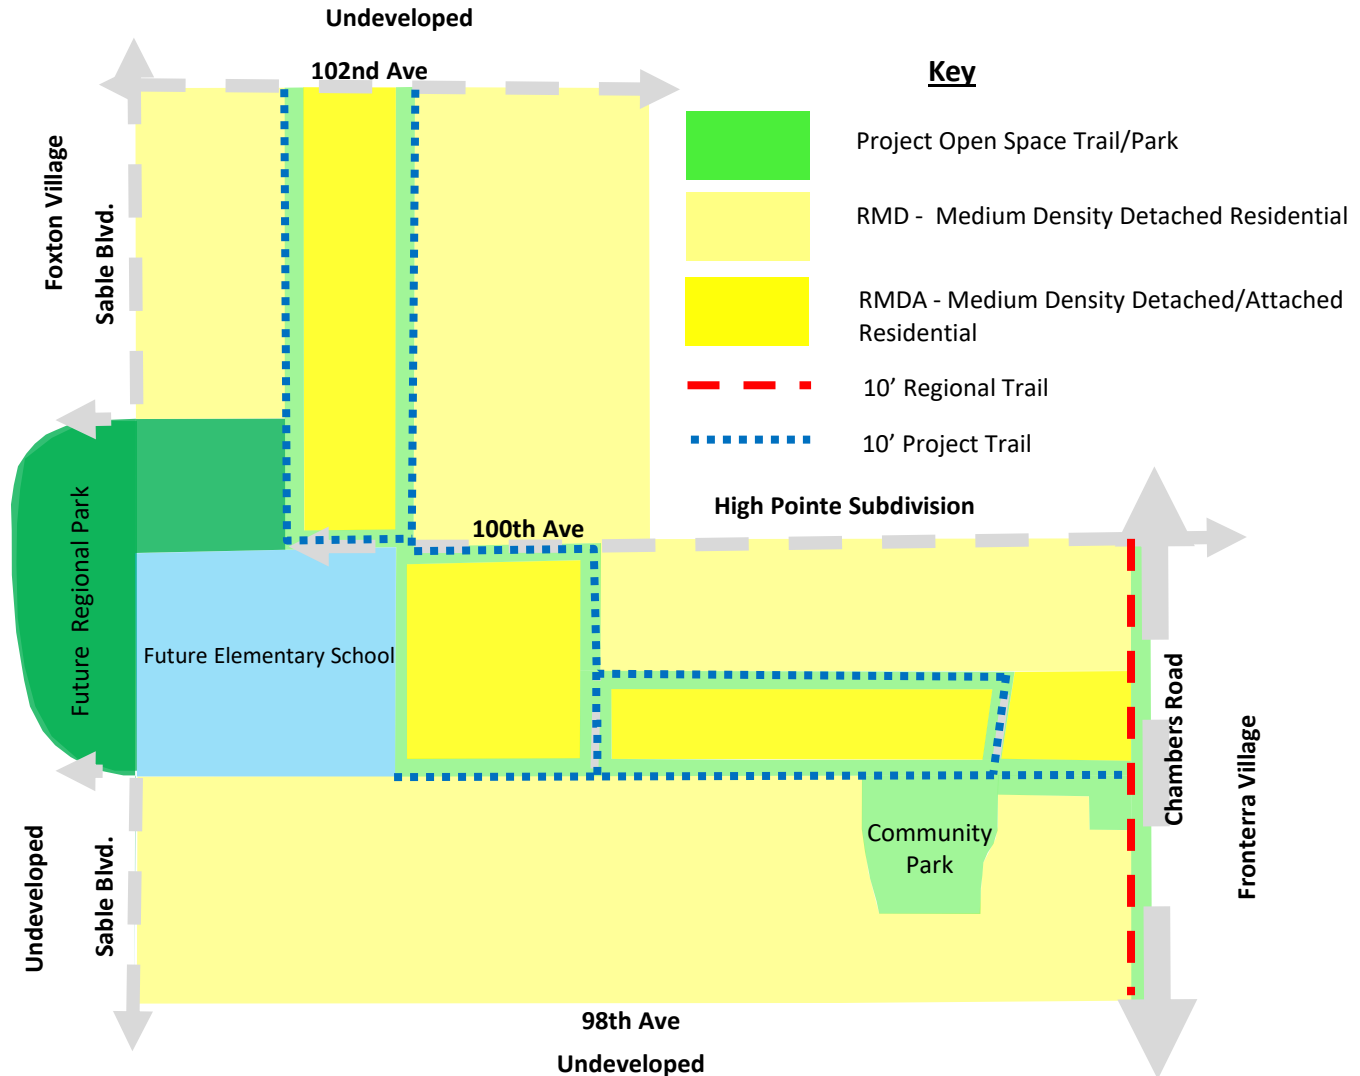 Undeveloped
102nd Ave
Key
Project Open Space Trail/Park
RMD -  Medium Density Detached Residential
RMDA - Medium Density Detached/Attached
Residential
10’ Regional Trail
10’ Project Trail
Foxton Village
Sable Blvd.
High Pointe Subdivision
100th Ave
Future  Regional Park
Future Elementary School
Chambers Road
Fronterra Village
Community
Park
Undeveloped
Sable Blvd.
98th Ave
Undeveloped